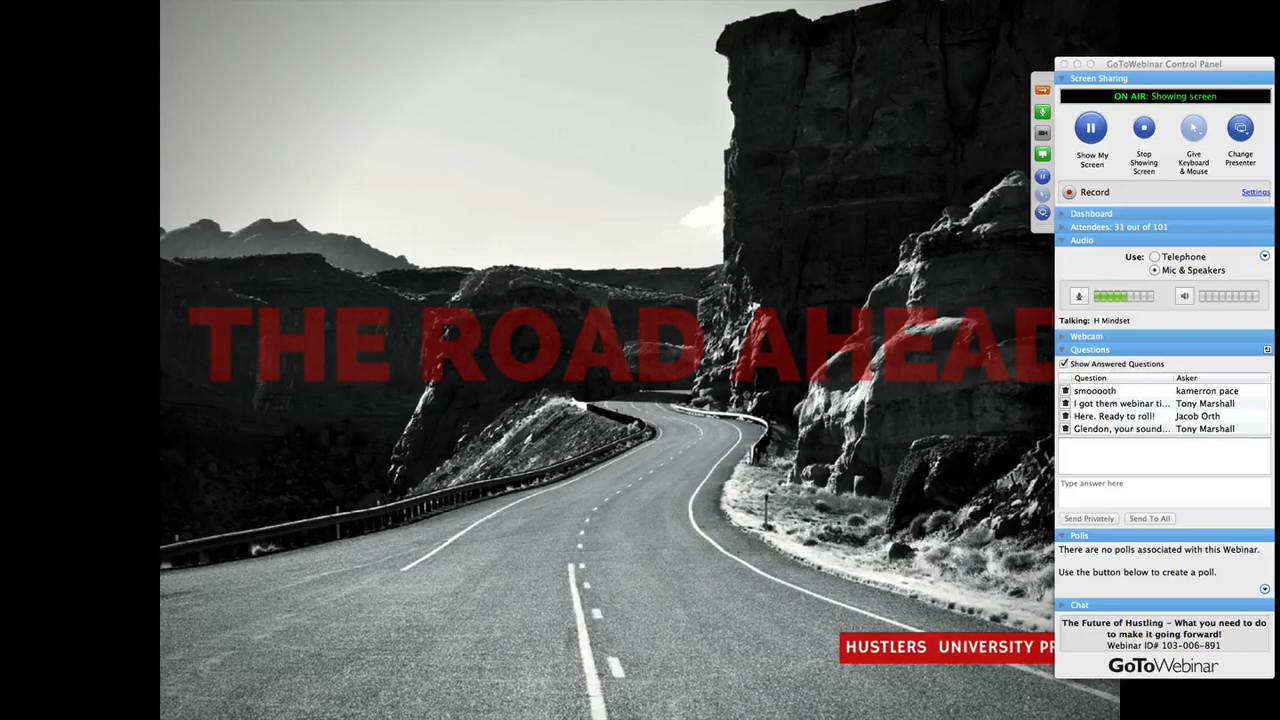 THE ROAD AHEAD
HUSTLERS UNIVERSITY
GoToWebinar Control Panel
Screen Sharing
ON AIR: Showing screen
Show My
Screen
Stop
Showing
Screen
Give
Keyboard
& Mouse
Change
Presenter
Record
Settings
Dashboard
Attendees: 31 out of 101
Audio
Use: Telephone
Mic & Speakers
Talking: H Mindset
Webcam
Questions
Show Answered Questions
Question Asker
smooooth kamerron pace
I got them webinar ti... Tony Marshall
Here. Ready to roll! Jacob Orth
Glendon, your sound... Tony Marshall
Type answer here
Send Privately Send To All
Polls
There are no polls associated with this Webinar.
Use the button below to create a poll.
Chat
The Future of Hustling - What you need to do
to make it going forward!
Webinar ID# 103-006-891
GoToWebinar